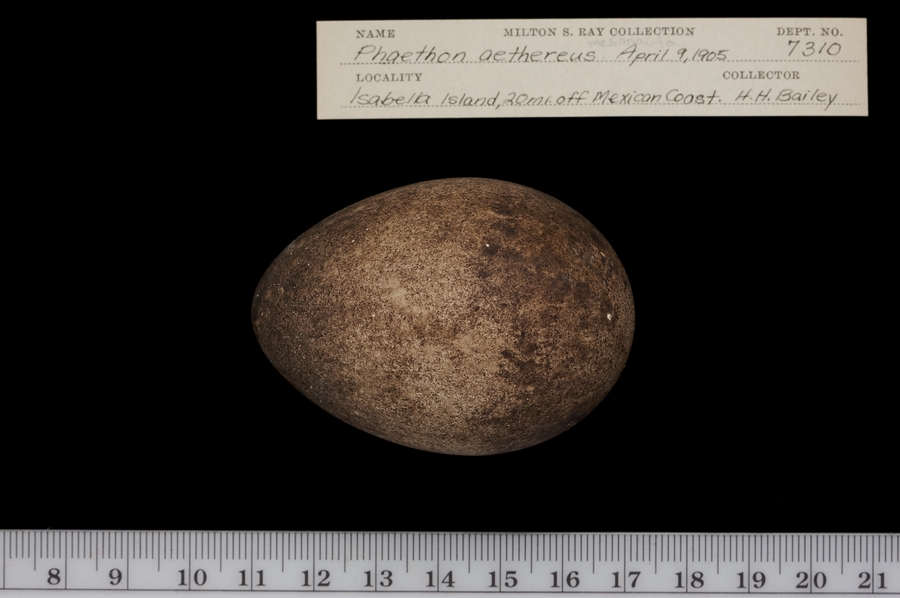 NAME MILTON S. RAY COLLECTION DEPT. NO.
Phaethon aethereus April 9, 1905 7310
LOCALITY COLLECTOR
Isabella Island, 20 mi. off Mexican Coast. H.H. Bailey
8 9 10 11 12 13 14 15 16 17 18 19 20 21